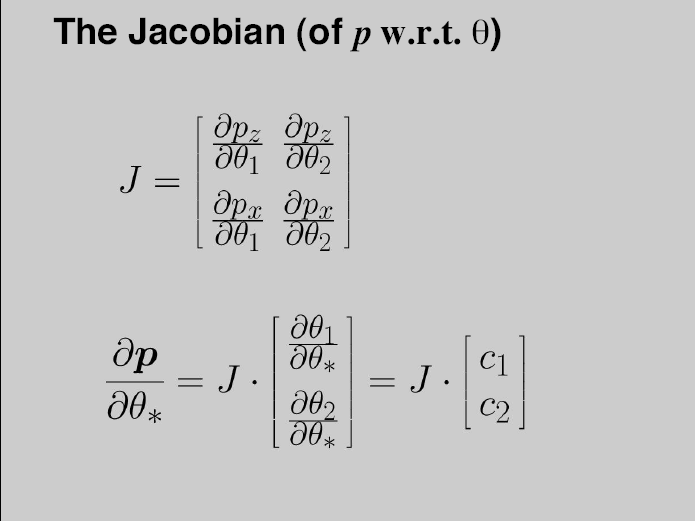 The Jacobian (of p w.r.t. θ)
J = [ ∂p_z/∂θ_1 ∂p_z/∂θ_2
∂p_x/∂θ_1 ∂p_x/∂θ_2 ]
∂p/∂θ_* = J · [ ∂θ_1/∂θ_* ; ∂θ_2/∂θ_* ] = J · [ c_1 ; c_2 ]